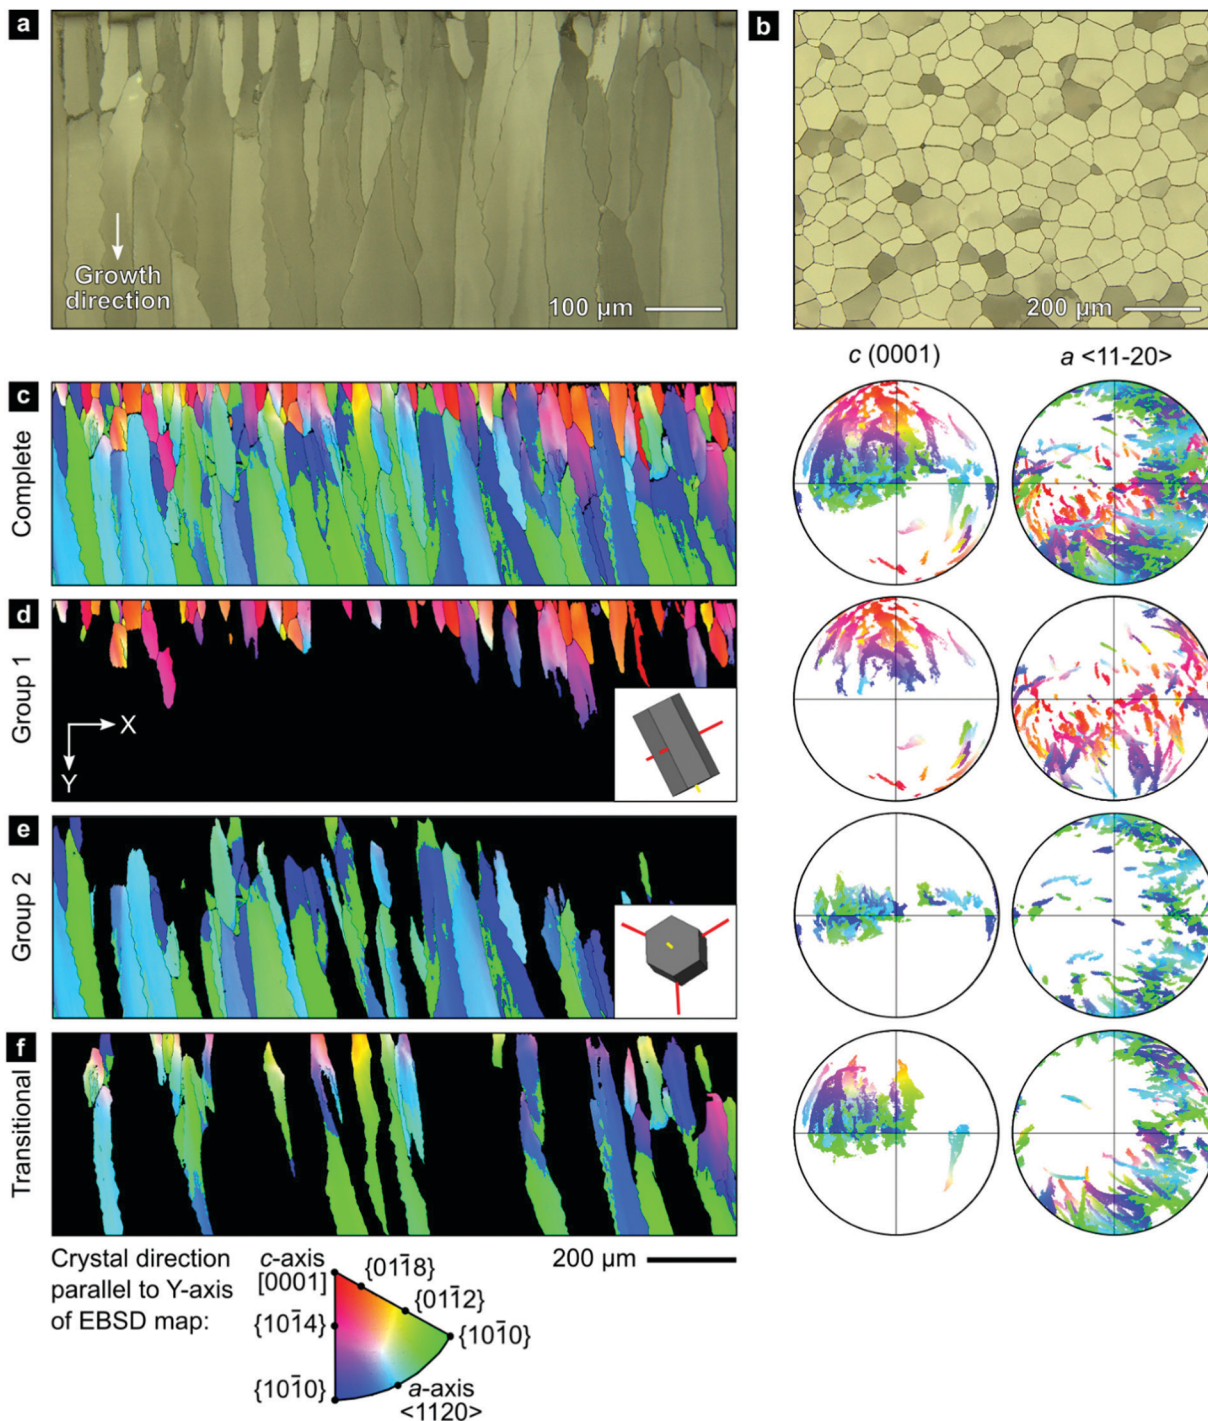 a
b
Growth
direction
100 µm
200 µm
c (0001)
a <11-20>
c
Complete
d
Group 1
X
Y
e
Group 2
f
Transitional
200 µm
Crystal direction
parallel to Y-axis
of EBSD map:
c-axis
[0001]
{011̄8}
{011̄2}
{101̄4}
{101̄0}
{101̄0}
a-axis
<1120>